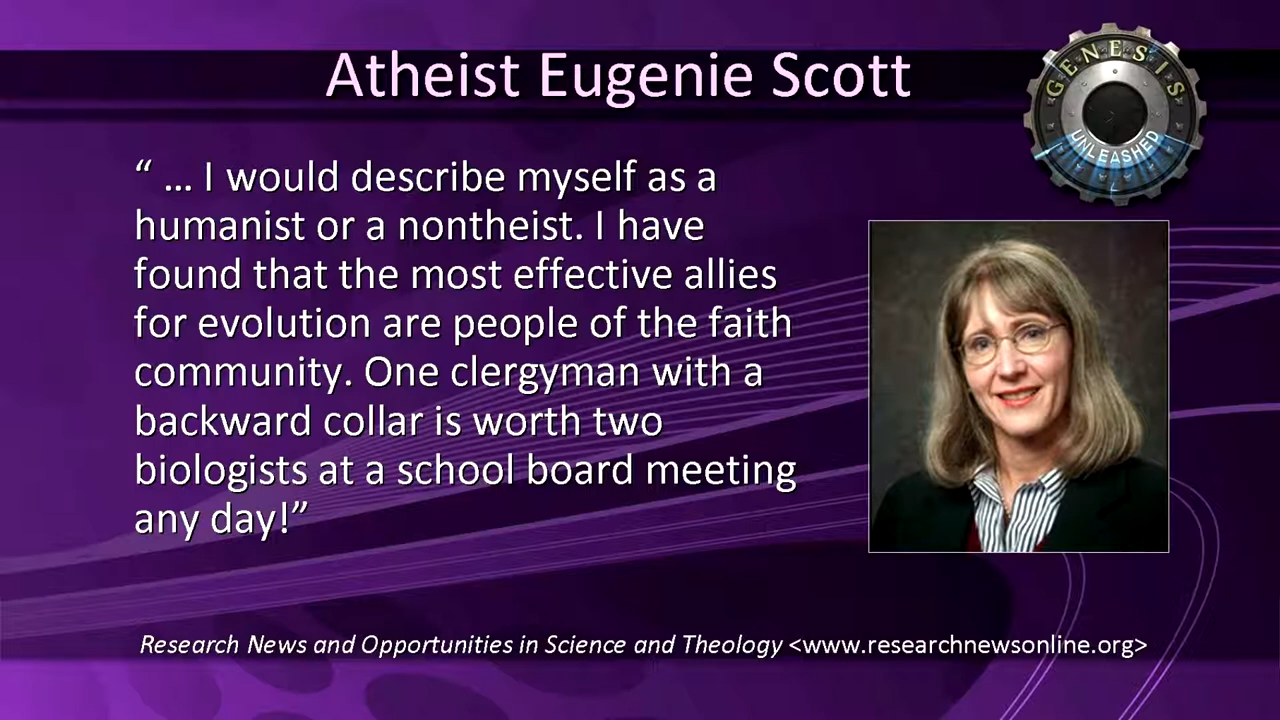 Atheist Eugenie Scott
GENESIS
UNLEASHED
“ … I would describe myself as a
humanist or a nontheist. I have
found that the most effective allies
for evolution are people of the faith
community. One clergyman with a
backward collar is worth two
biologists at a school board meeting
any day!”
Research News and Opportunities in Science and Theology <www.researchnewsonline.org>